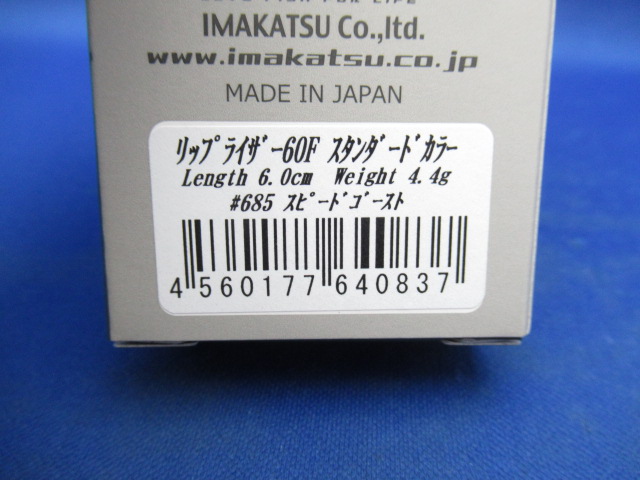 IMAKATSU Co.,ltd.
www.imakatsu.co.jp
MADE IN JAPAN
リップライザー60F スタンダードカラー
Length 6.0cm Weight 4.4g
#685 スピードゴースト
4 560177 640837